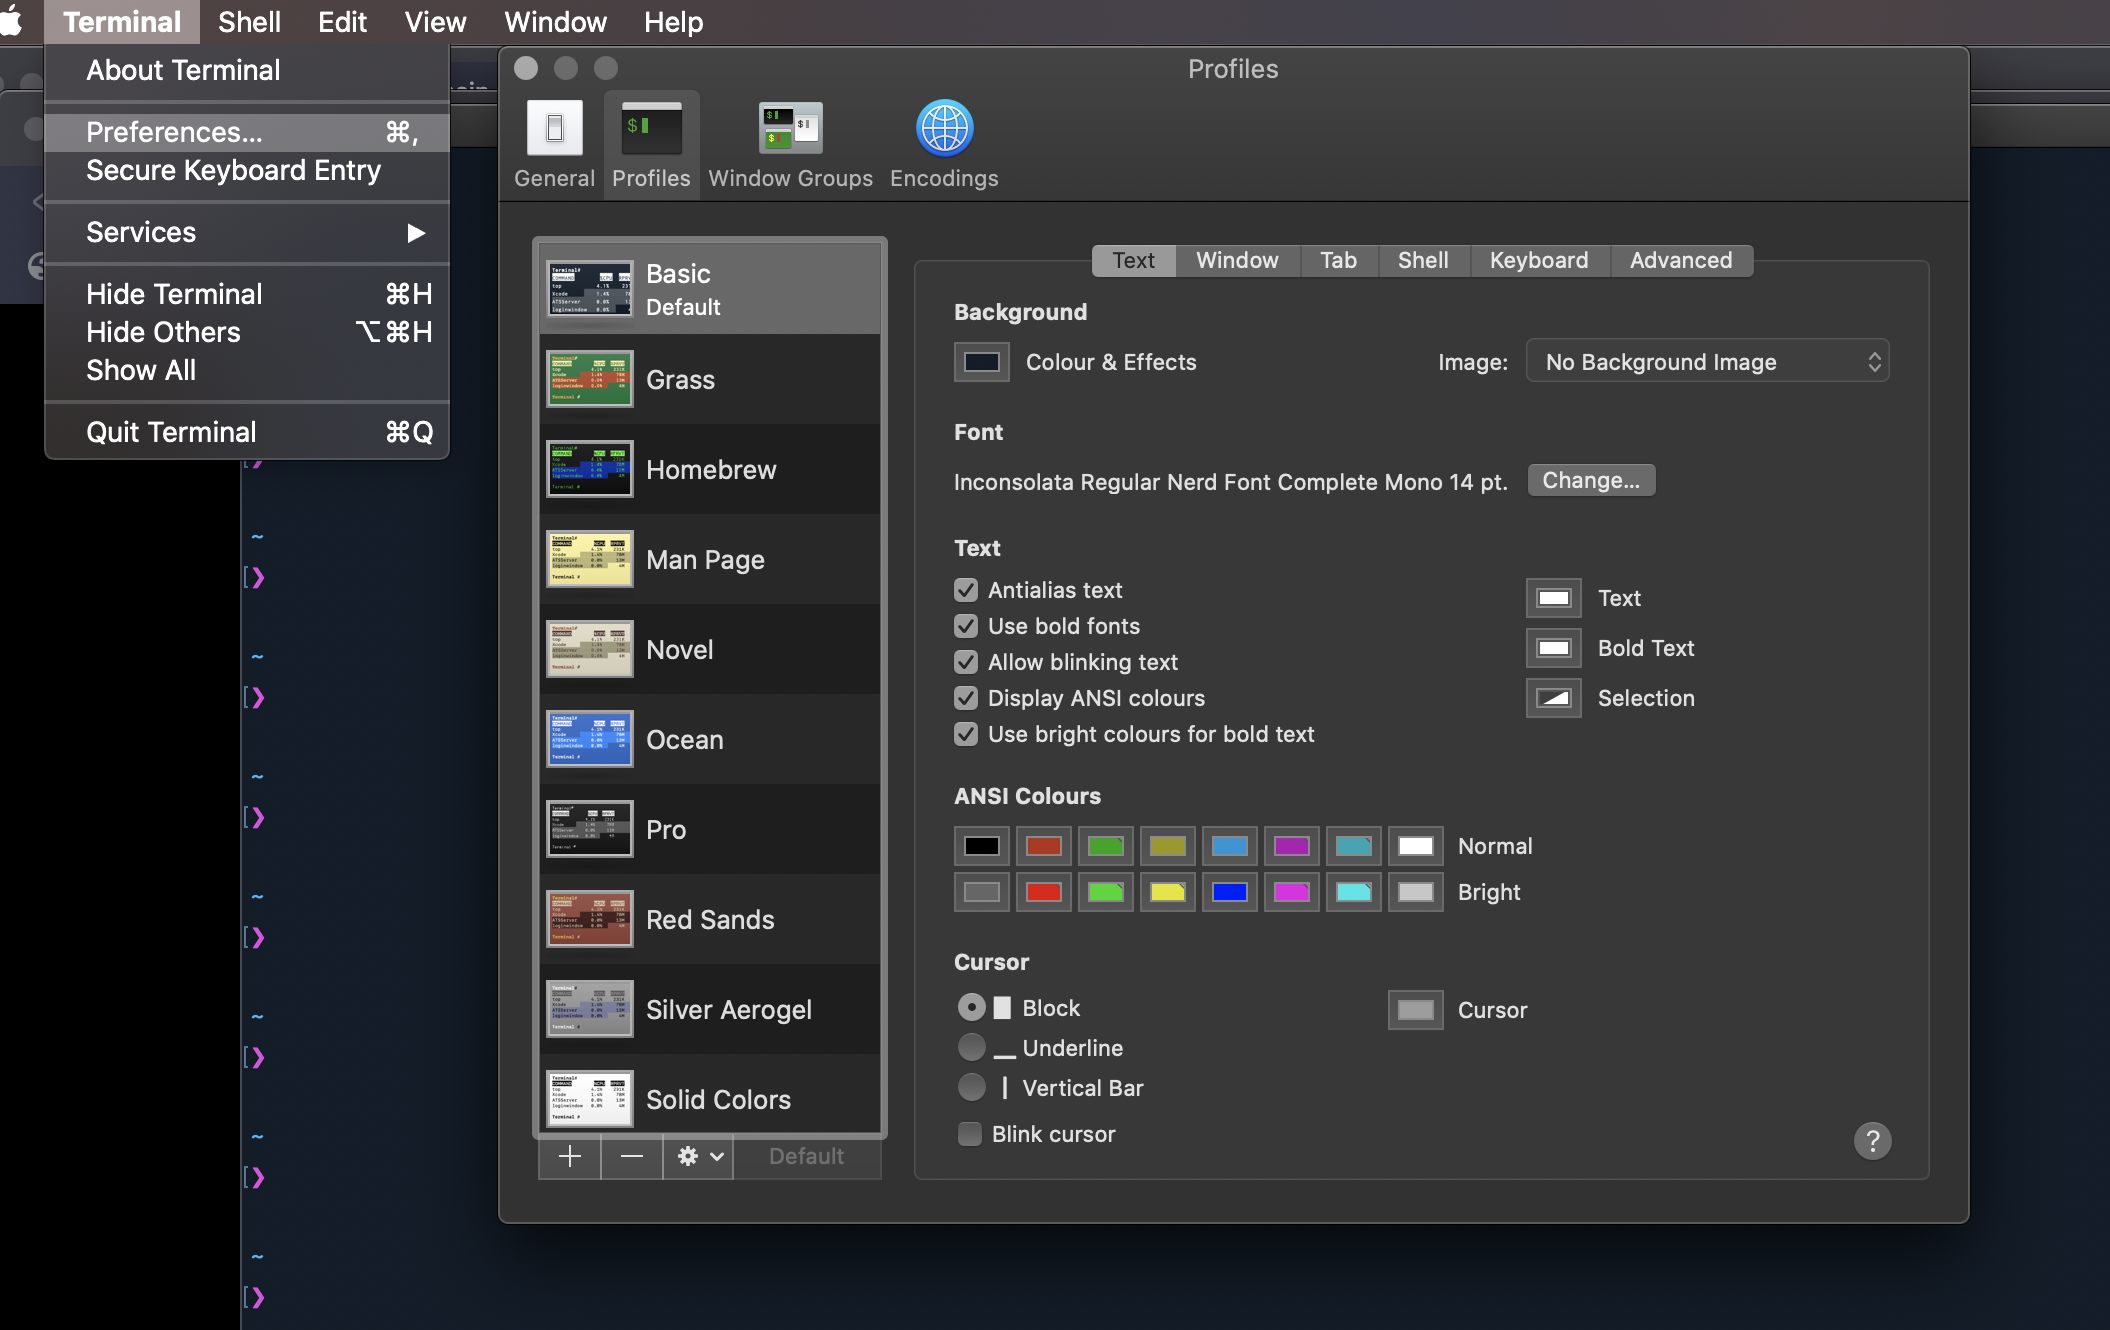 Terminal Shell Edit View Window Help
About Terminal
Preferences... ⌘,
Secure Keyboard Entry
Services ▶
Hide Terminal ⌘H
Hide Others ⌥⌘H
Show All
Quit Terminal ⌘Q
Profiles
General Profiles Window Groups Encodings
Basic
Default
Grass
Homebrew
Man Page
Novel
Ocean
Pro
Red Sands
Silver Aerogel
Solid Colors
Default
Text Window Tab Shell Keyboard Advanced
Background
Colour & Effects Image: No Background Image
Font
Inconsolata Regular Nerd Font Complete Mono 14 pt. Change...
Text
Antialias text
Use bold fonts
Allow blinking text
Display ANSI colours
Use bright colours for bold text
Text
Bold Text
Selection
ANSI Colours
Normal
Bright
Cursor
Block
Underline
Vertical Bar
Blink cursor
Cursor
?
~
[❯
~
[❯
~
[❯
~
[❯
~
[❯
~
[❯
~
[❯